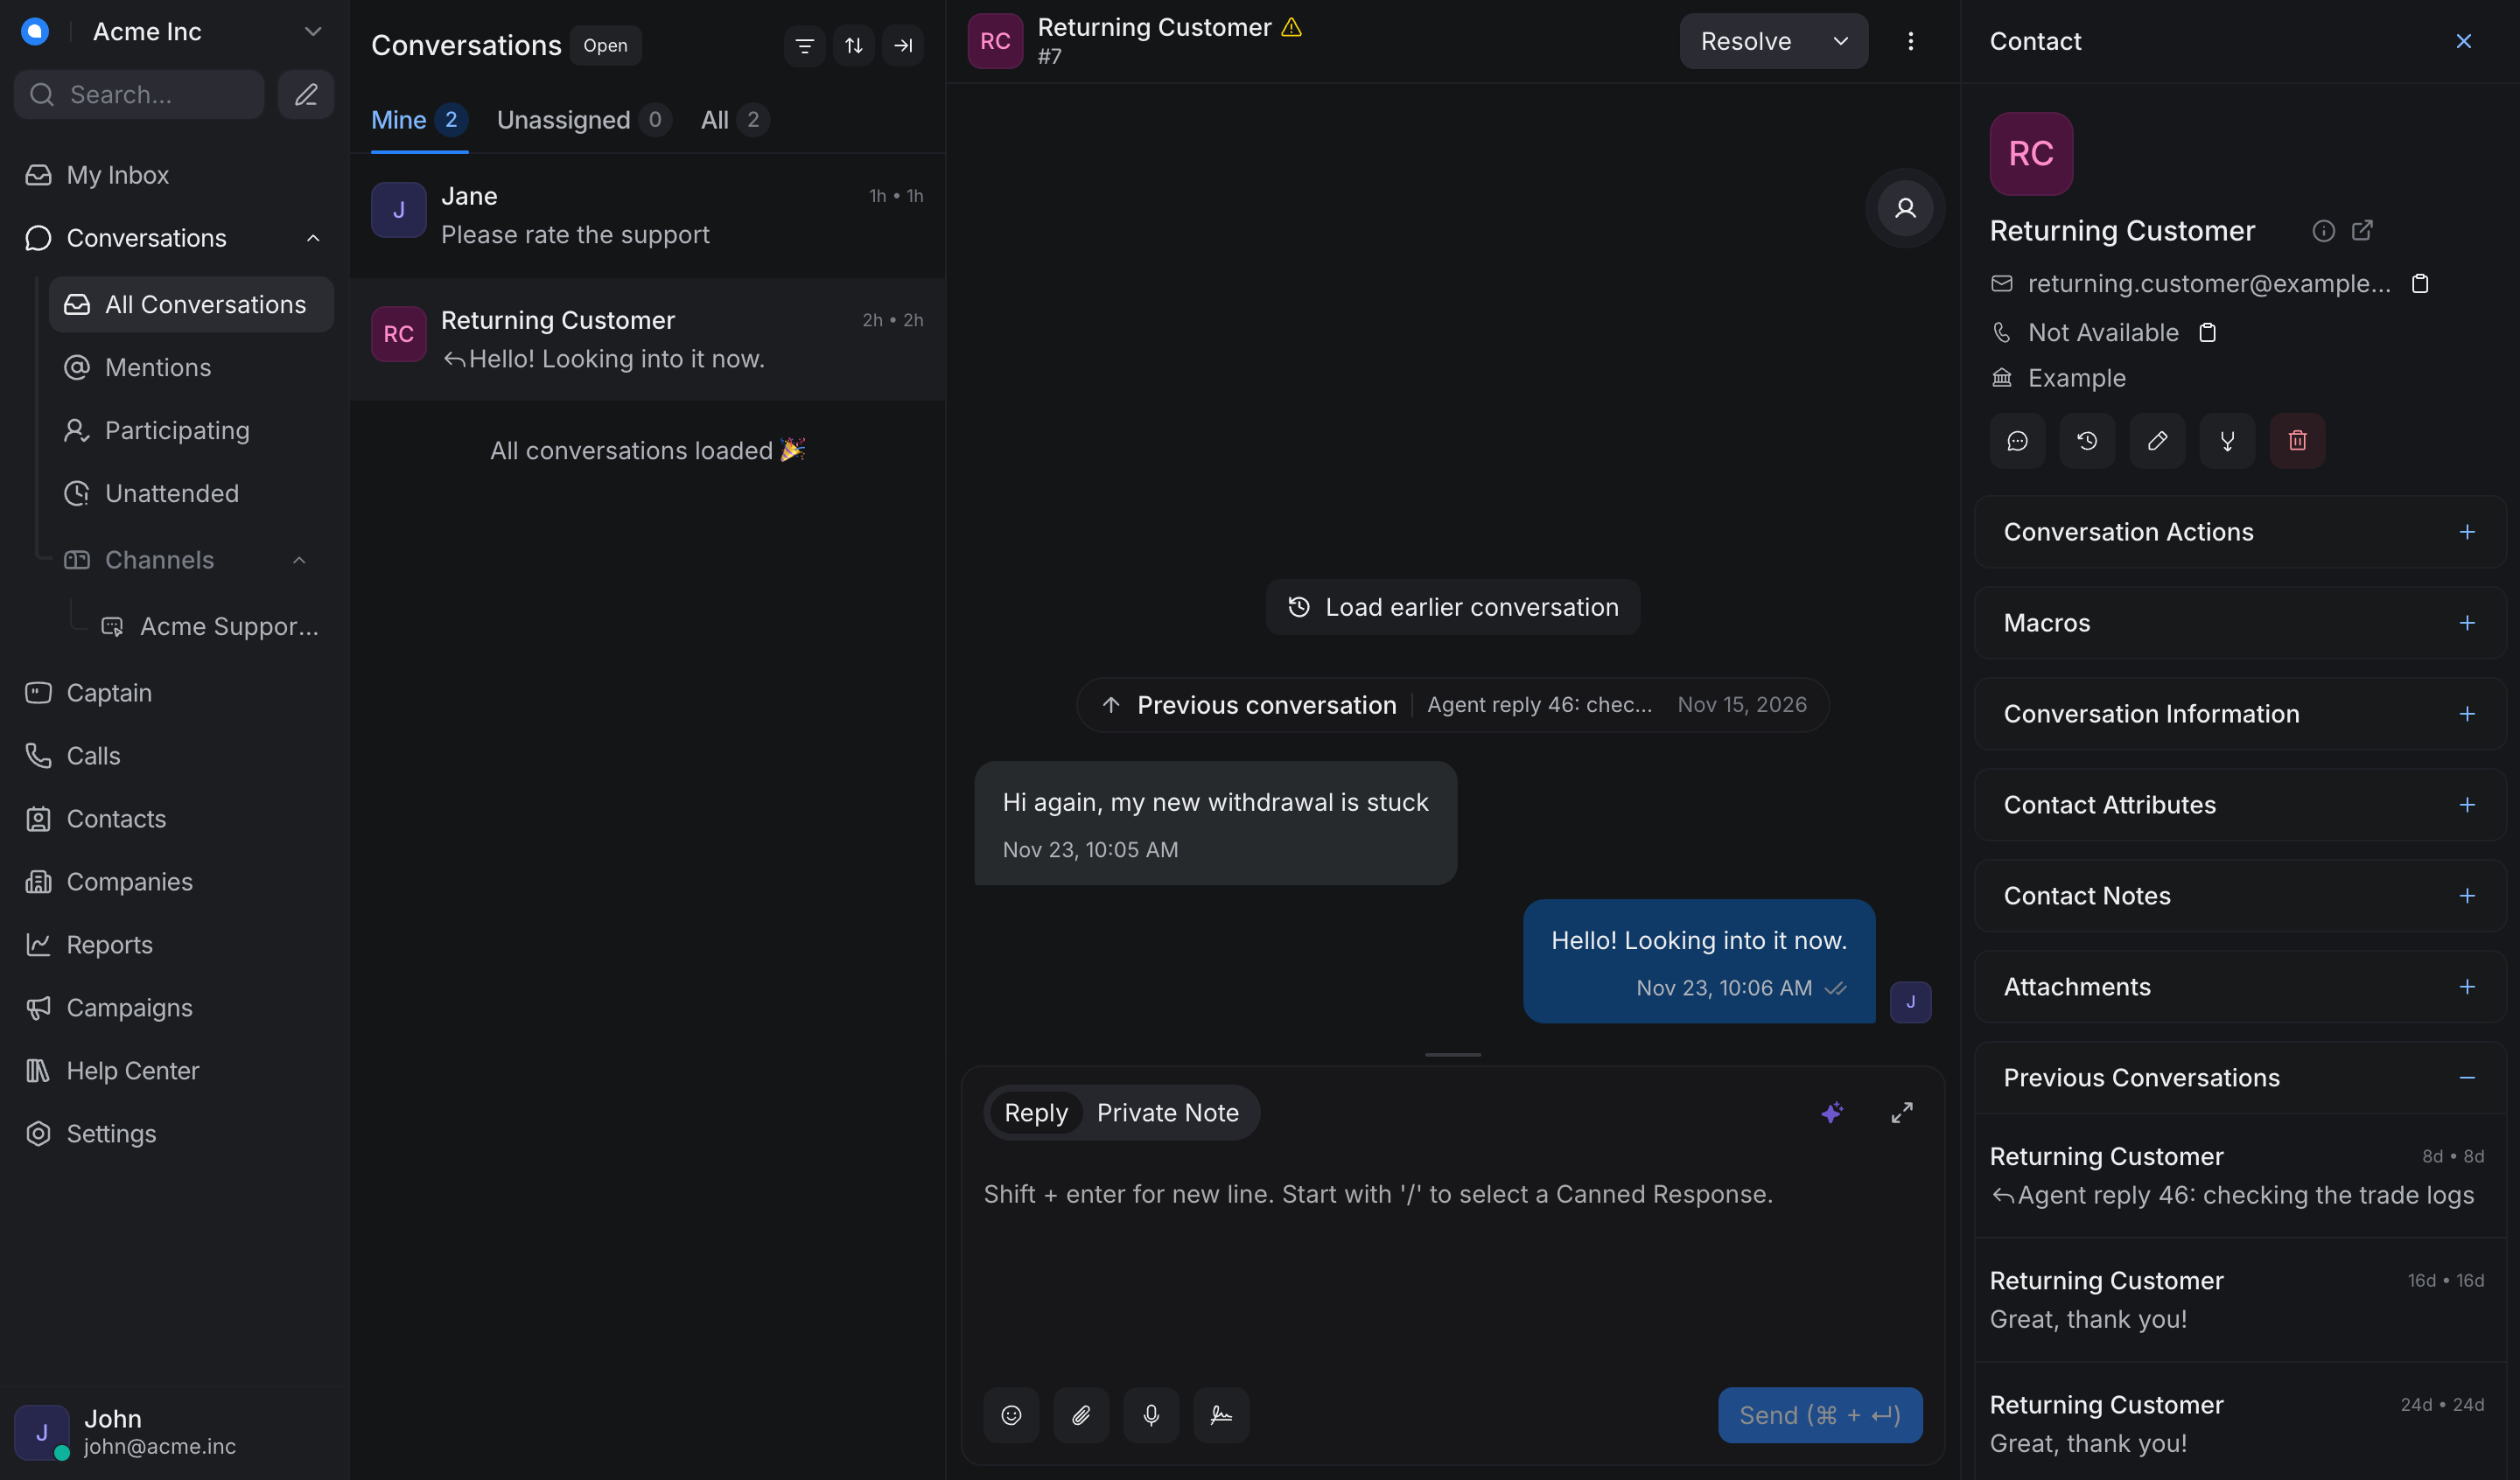 Acme Inc
Search...
My Inbox
Conversations
All Conversations
Mentions
Participating
Unattended
Channels
Acme Suppor...
Captain
Calls
Contacts
Companies
Reports
Campaigns
Help Center
Settings
J
John
john@acme.inc
Conversations Open
Mine 2 Unassigned 0 All 2
J
Jane 1h • 1h
Please rate the support
RC
Returning Customer 2h • 2h
Hello! Looking into it now.
All conversations loaded 🎉
RC
Returning Customer
#7
Resolve
Load earlier conversation
Previous conversation Agent reply 46: chec... Nov 15, 2026
Hi again, my new withdrawal is stuck
Nov 23, 10:05 AM
Hello! Looking into it now.
Nov 23, 10:06 AM
J
Reply Private Note
Shift + enter for new line. Start with '/' to select a Canned Response.
Send (⌘ + ↵)
Contact
RC
Returning Customer
returning.customer@example...
Not Available
Example
Conversation Actions
Macros
Conversation Information
Contact Attributes
Contact Notes
Attachments
Previous Conversations
Returning Customer 8d • 8d
Agent reply 46: checking the trade logs
Returning Customer 16d • 16d
Great, thank you!
Returning Customer 24d • 24d
Great, thank you!